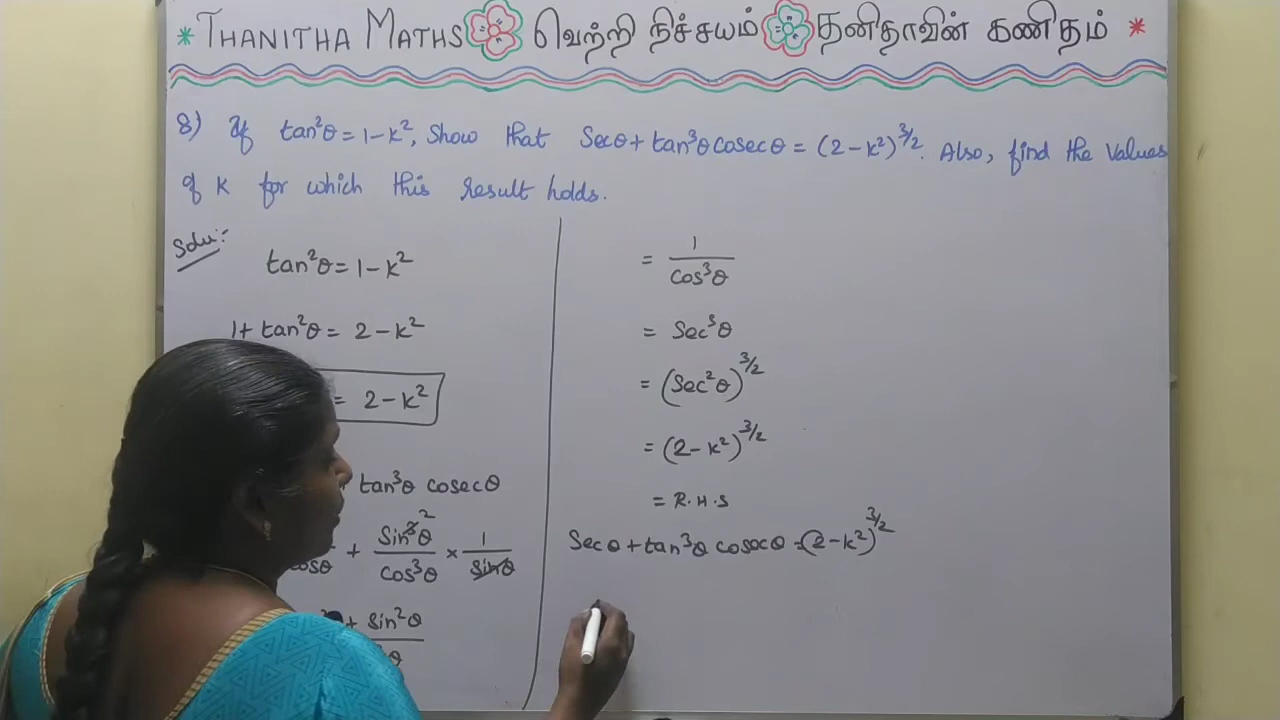 * THANITHA MATHS வெற்றி நிச்சயம் தனிதாவின் கணிதம் *
8) If tan²θ = 1-k², Show that Secθ + tan³θ cosecθ = (2-k²)^3/2. Also, find the values
of k for which this result holds.
Solu:-
tan²θ = 1-k²
1+ tan²θ = 2-k²
= 2-k²
tan³θ cosecθ
+ Sin³θ/cos³θ × 1/sinθ 2
+ Sin²θ
= 1/cos³θ
= Sec³θ
= (Sec²θ)^3/2
= (2-k²)^3/2
= R.H.S
Secθ + tan³θ cosecθ = (2-k²)^3/2